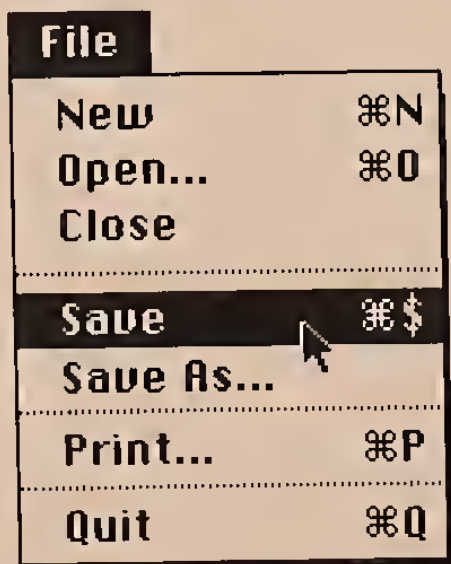 File
New ⌘N
Open... ⌘O
Close
Save ⌘$
Save As...
Print... ⌘P
Quit ⌘Q